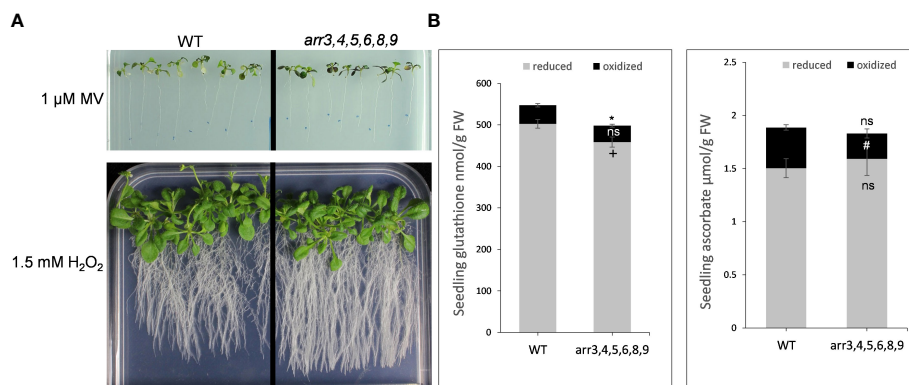 A
WT
arr3,4,5,6,8,9
1 µM MV
1.5 mM H₂O₂
B
reduced
oxidized
Seedling glutathione nmol/g FW
600
500
400
300
200
100
0
*
ns
+
WT
arr3,4,5,6,8,9
reduced
oxidized
Seedling ascorbate µmol/g FW
2.5
2
1.5
1
0.5
0
ns
#
ns
WT
arr3,4,5,6,8,9